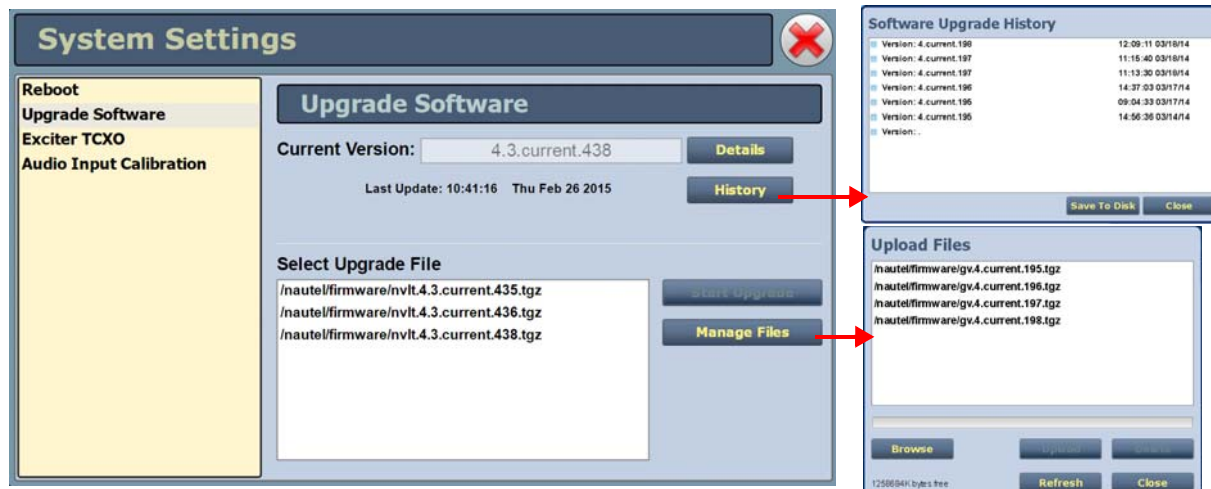 System Settings
Reboot
Upgrade Software
Exciter TCXO
Audio Input Calibration
Upgrade Software
Current Version: 4.3.current.438 Details
Last Update: 10:41:16 Thu Feb 26 2015 History
Select Upgrade File
/nautel/firmware/nvlt.4.3.current.435.tgz
/nautel/firmware/nvlt.4.3.current.436.tgz
/nautel/firmware/nvlt.4.3.current.438.tgz
Start Upgrade
Manage Files
Software Upgrade History
Version: 4.current.198 12:09:11 03/18/14
Version: 4.current.197 11:15:40 03/18/14
Version: 4.current.197 11:13:30 03/18/14
Version: 4.current.196 14:37:03 03/17/14
Version: 4.current.195 09:04:33 03/17/14
Version: 4.current.195 14:56:36 03/14/14
Version: .
Save To Disk Close
Upload Files
/nautel/firmware/gv.4.current.195.tgz
/nautel/firmware/gv.4.current.196.tgz
/nautel/firmware/gv.4.current.197.tgz
/nautel/firmware/gv.4.current.198.tgz
Browse Upload Delete
bytes free Refresh Close